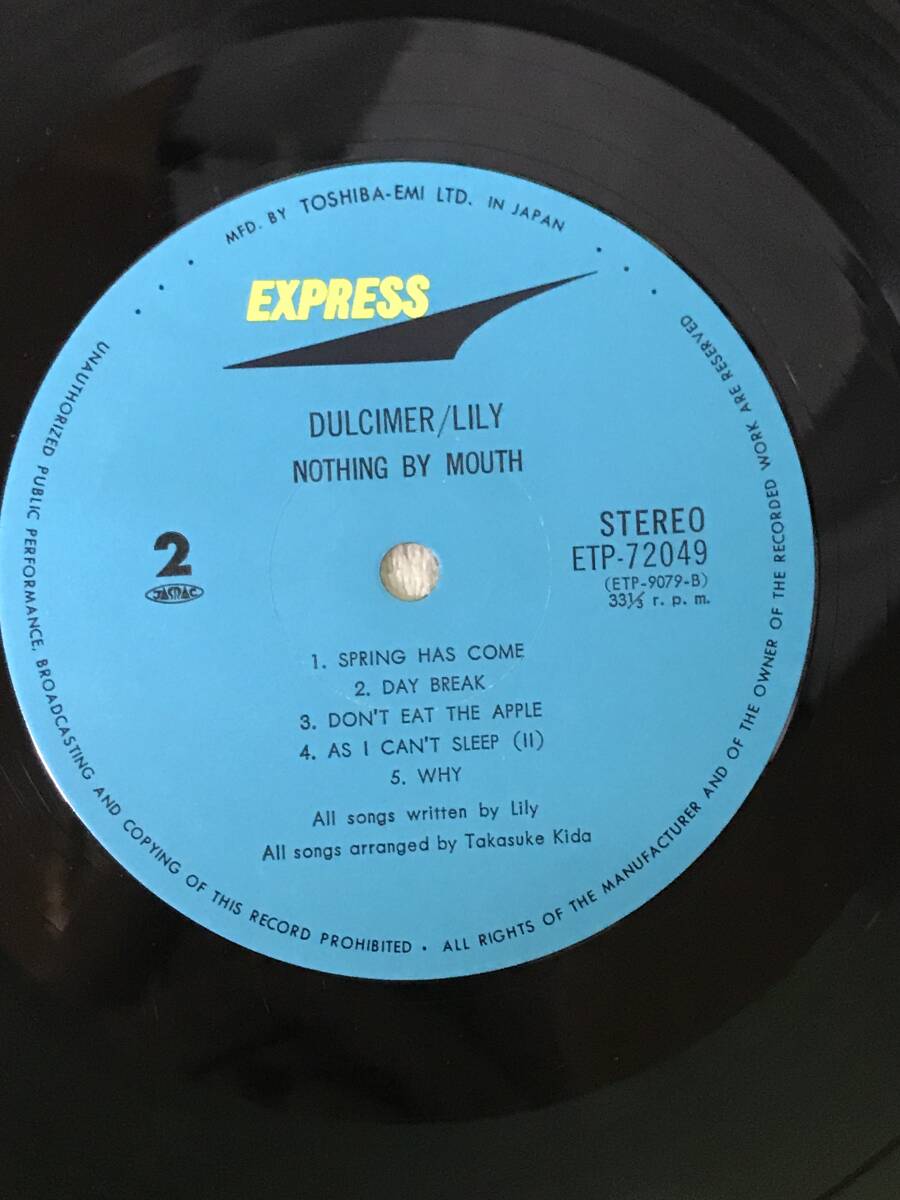 MFD. BY TOSHIBA-EMI LTD. IN JAPAN
EXPRESS
DULCIMER/LILY
NOTHING BY MOUTH
2
JASRAC
STEREO
ETP-72049
(ETP-9079-B)
33⅓ r. p. m.
1. SPRING HAS COME
2. DAY BREAK
3. DON'T EAT THE APPLE
4. AS I CAN'T SLEEP (II)
5. WHY
All songs written by Lily
All songs arranged by Takasuke Kida
UNAUTHORIZED PUBLIC PERFORMANCE, BROADCASTING AND COPYING OF THIS RECORD PROHIBITED • ALL RIGHTS OF THE MANUFACTURER AND OF THE OWNER OF THE RECORDED WORK ARE RESERVED